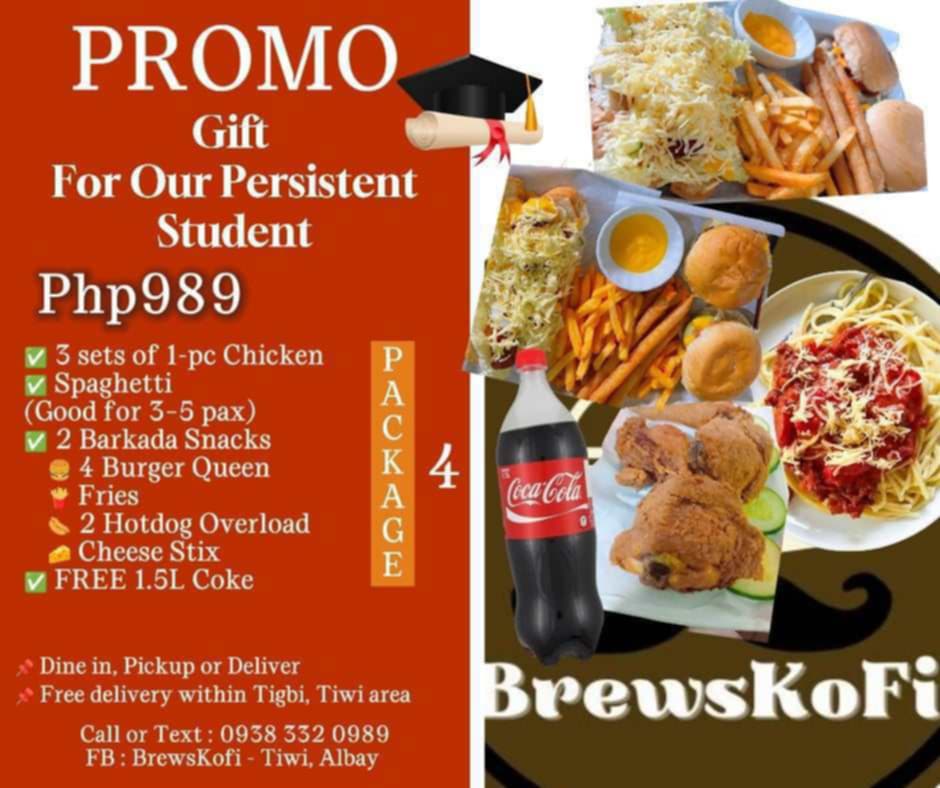 PROMO
Gift
For Our Persistent
Student
Php989
✅ 3 sets of 1-pc Chicken
✅ Spaghetti
(Good for 3-5 pax)
✅ 2 Barkada Snacks
🍔 4 Burger Queen
🍟 Fries
🌭 2 Hotdog Overload
🧀 Cheese Stix
✅ FREE 1.5L Coke
PACKAGE
4
📌 Dine in, Pickup or Deliver
📌 Free delivery within Tigbi, Tiwi area
Call or Text : 0938 332 0989
FB : BrewsKofi - Tiwi, Albay
Coca-Cola
BrewsKoFi